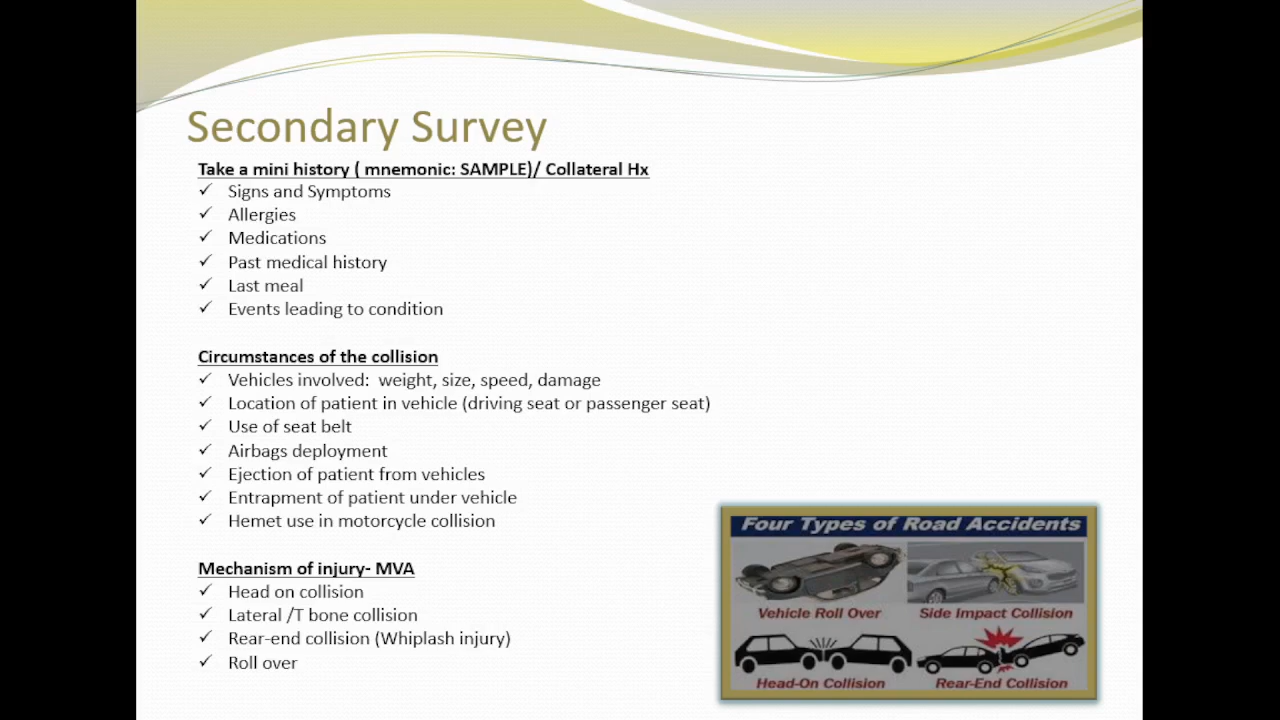 Secondary Survey
Take a mini history ( mnemonic: SAMPLE)/ Collateral Hx
✓ Signs and Symptoms
✓ Allergies
✓ Medications
✓ Past medical history
✓ Last meal
✓ Events leading to condition
Circumstances of the collision
✓ Vehicles involved: weight, size, speed, damage
✓ Location of patient in vehicle (driving seat or passenger seat)
✓ Use of seat belt
✓ Airbags deployment
✓ Ejection of patient from vehicles
✓ Entrapment of patient under vehicle
✓ Hemet use in motorcycle collision
Mechanism of injury- MVA
✓ Head on collision
✓ Lateral /T bone collision
✓ Rear-end collision (Whiplash injury)
✓ Roll over
Four Types of Road Accidents
Vehicle Roll Over
Side Impact Collision
Head-On Collision
Rear-End Collision